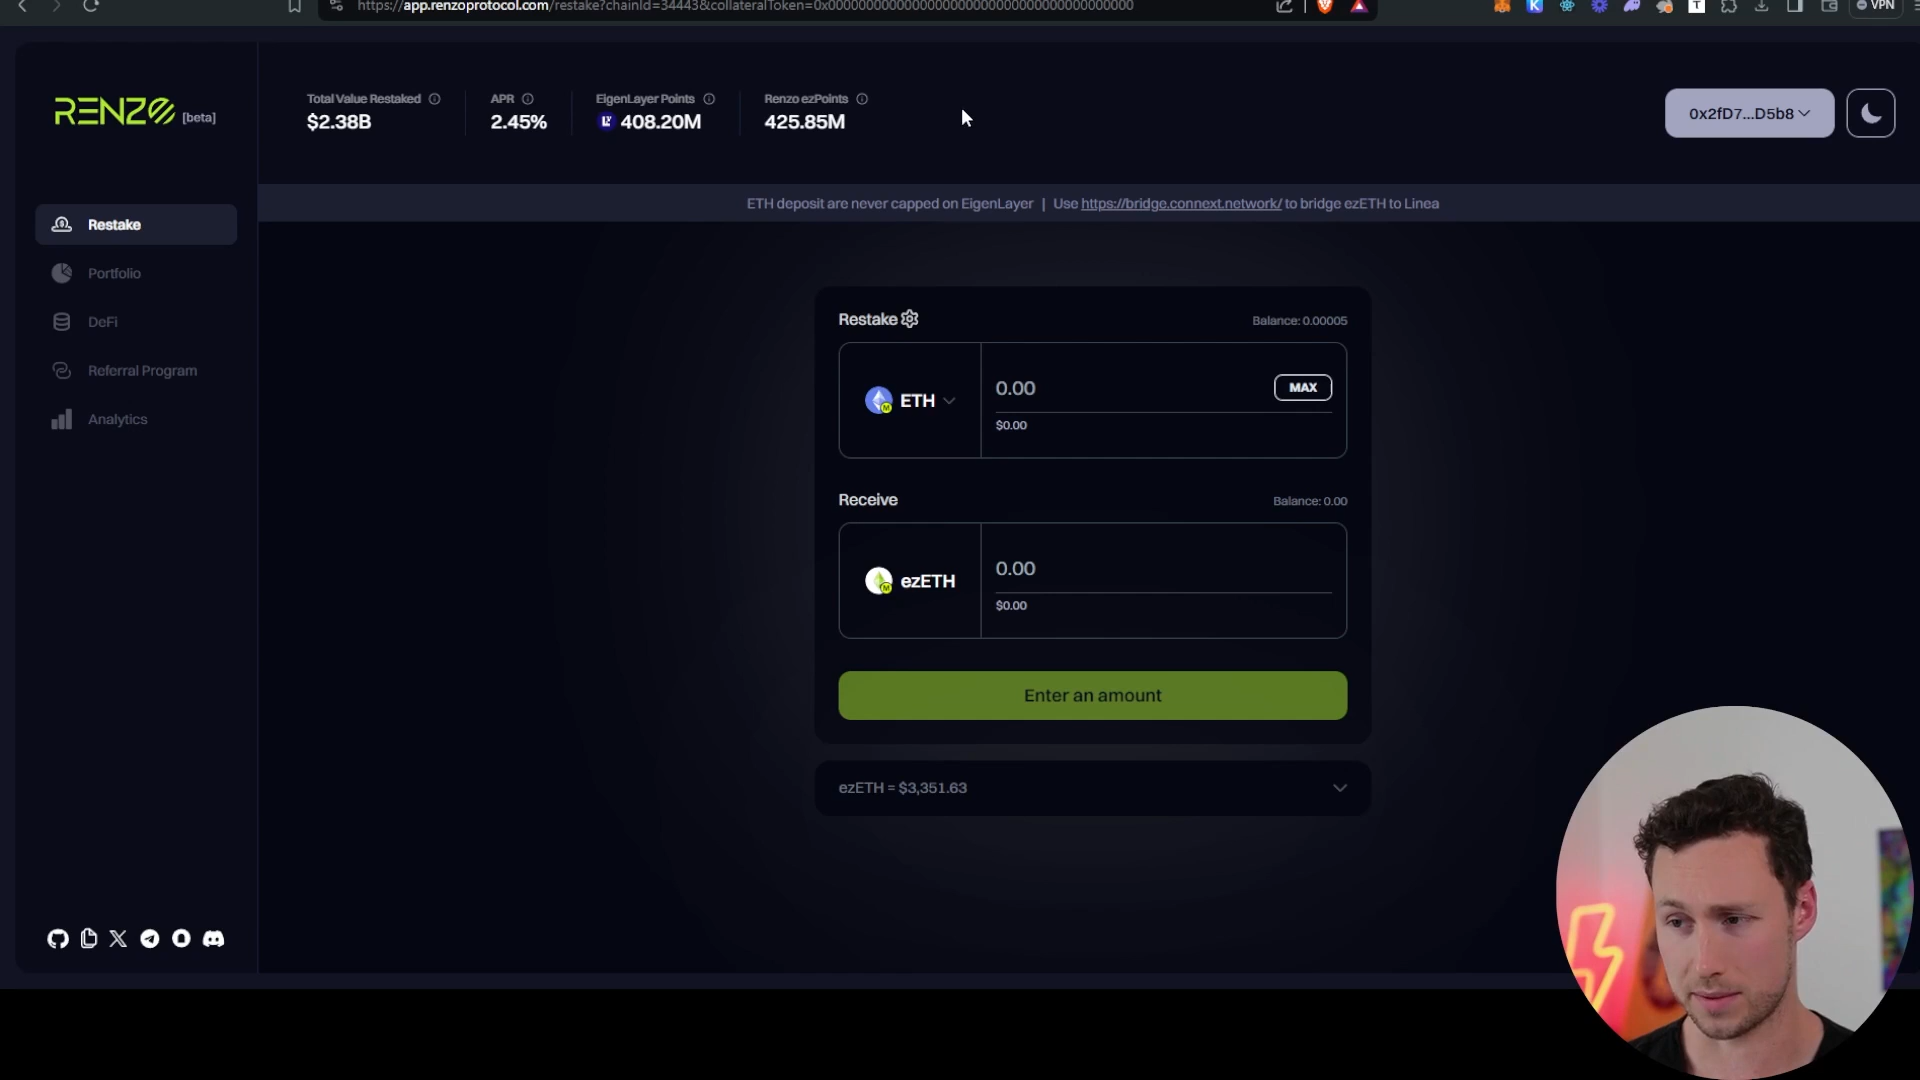 https://app.renzoprotocol.com/restake?chainId=34443&collateralToken=0x0000000000000000000000000000000000000000
VPN
RENZO [beta]
Total Value Restaked
$2.38B
APR
2.45%
EigenLayer Points
408.20M
Renzo ezPoints
425.85M
0x2fD7...D5b8
ETH deposit are never capped on EigenLayer | Use https://bridge.connext.network/ to bridge ezETH to Linea
Restake
Portfolio
DeFi
Referral Program
Analytics
Restake
Balance: 0.00005
ETH
0.00
MAX
$0.00
Receive
Balance: 0.00
ezETH
0.00
$0.00
Enter an amount
ezETH = $3,351.63